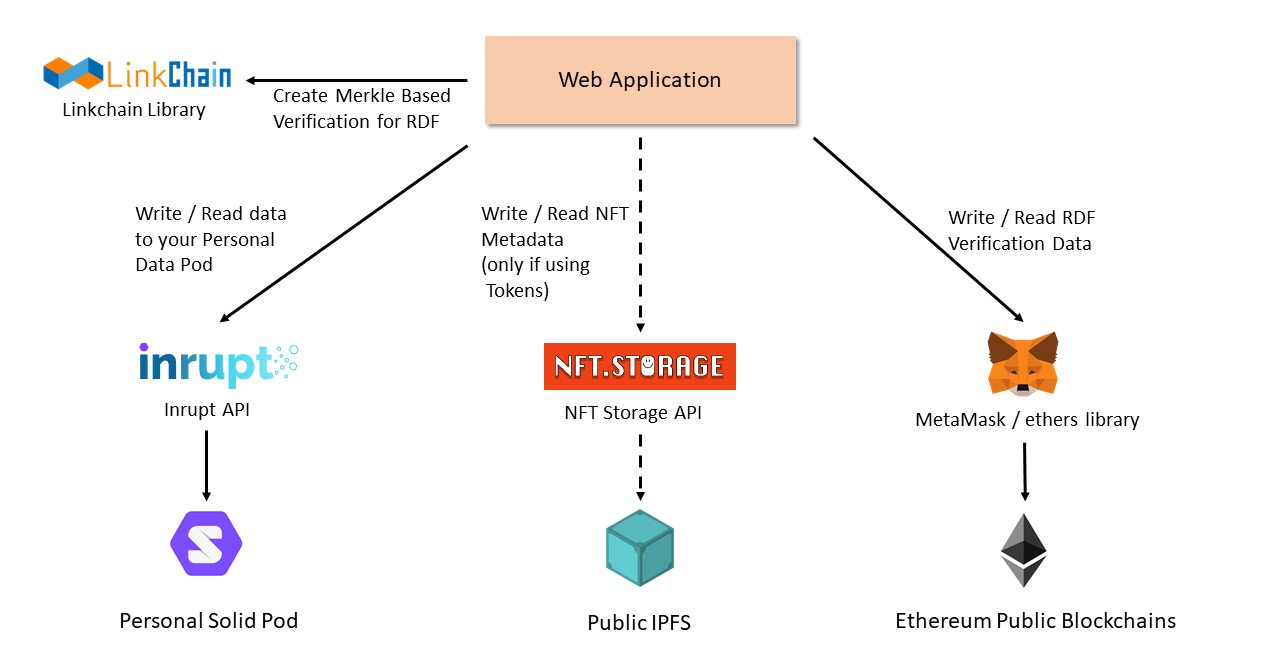 Web Application
LinkChain
Linkchain Library
Create Merkle Based
Verification for RDF
Write / Read data
to your Personal
Data Pod
Write / Read NFT
Metadata
(only if using
Tokens)
Write / Read RDF
Verification Data
inrupt
Inrupt API
NFT.STORAGE
NFT Storage API
MetaMask / ethers library
Personal Solid Pod
Public IPFS
Ethereum Public Blockchains